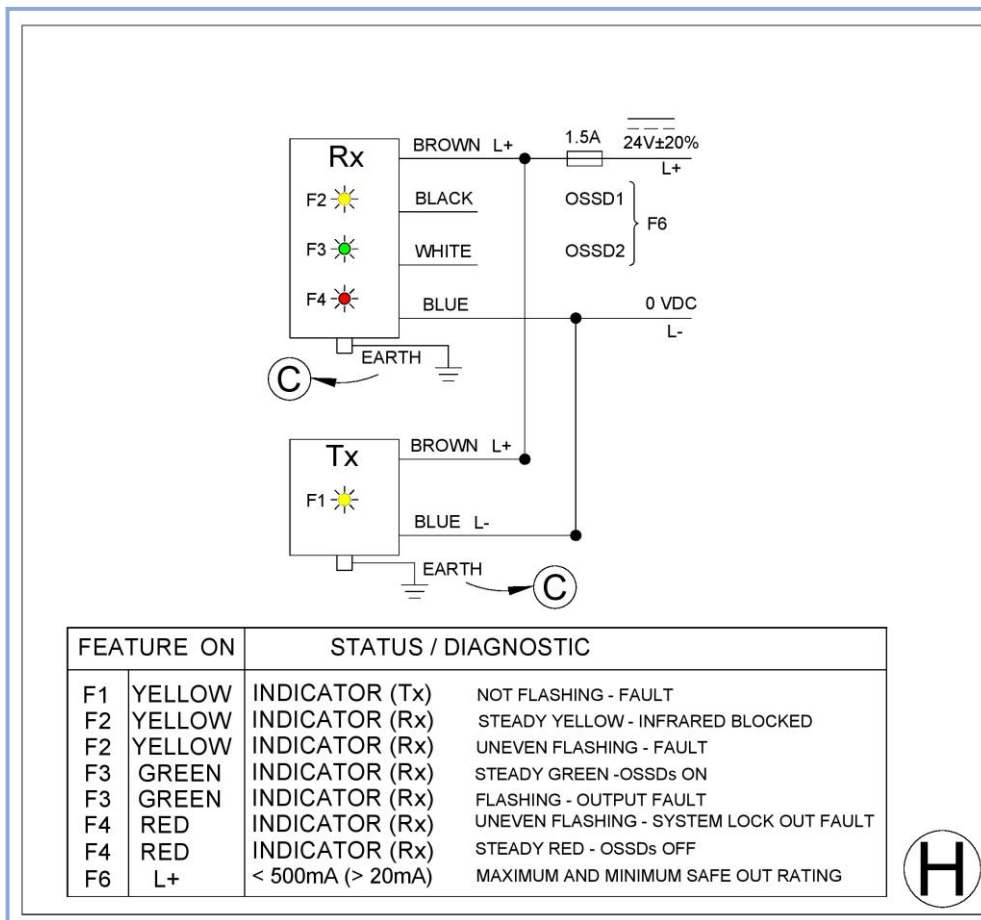 Rx
BROWN L+
1.5A
24V±20%
L+
F2
BLACK
OSSD1
F6
F3
WHITE
OSSD2
F4
BLUE
0 VDC
L-
EARTH
C
Tx
BROWN L+
F1
BLUE L-
EARTH
C
FEATURE ON STATUS / DIAGNOSTIC
F1 YELLOW INDICATOR (Tx) NOT FLASHING - FAULT
F2 YELLOW INDICATOR (Rx) STEADY YELLOW - INFRARED BLOCKED
F2 YELLOW INDICATOR (Rx) UNEVEN FLASHING - FAULT
F3 GREEN INDICATOR (Rx) STEADY GREEN -OSSDs ON
F3 GREEN INDICATOR (Rx) FLASHING - OUTPUT FAULT
F4 RED INDICATOR (Rx) UNEVEN FLASHING - SYSTEM LOCK OUT FAULT
F4 RED INDICATOR (Rx) STEADY RED - OSSDs OFF
F6 L+ < 500mA (> 20mA) MAXIMUM AND MINIMUM SAFE OUT RATING
H